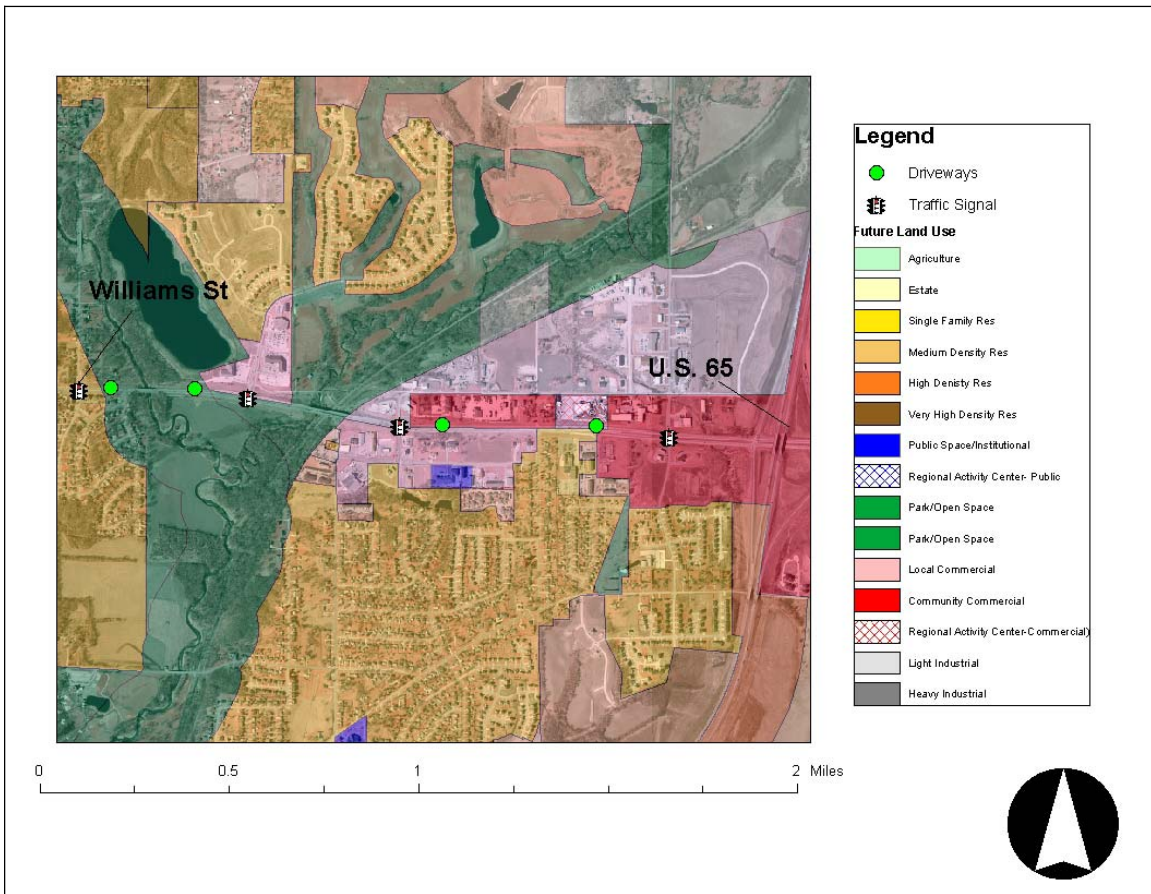 Williams St
U.S. 65
Legend
Driveways
Traffic Signal
Future Land Use
Agriculture
Estate
Single Family Res
Medium Density Res
High Denisty Res
Very High Density Res
Public Space/Institutional
Regional Activity Center- Public
Park/Open Space
Park/Open Space
Local Commercial
Community Commercial
Regional Activity Center-Commercial)
Light Industrial
Heavy Industrial
0 0.5 1 2 Miles